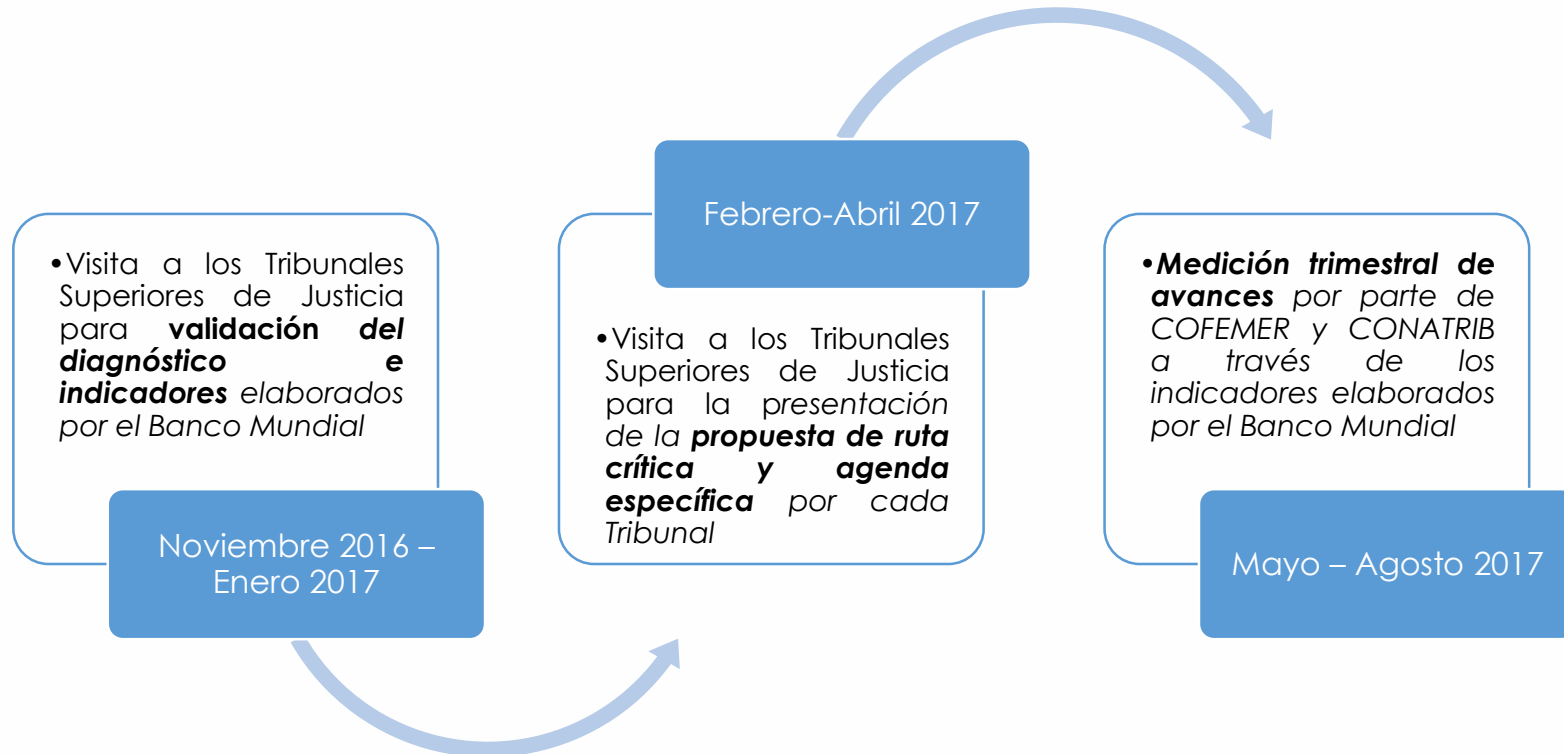 •Visita a los Tribunales
Superiores de Justicia
para validación del
diagnóstico e
indicadores elaborados
por el Banco Mundial
Noviembre 2016 –
Enero 2017
Febrero-Abril 2017
•Visita a los Tribunales
Superiores de Justicia
para la presentación
de la propuesta de ruta
crítica y agenda
específica por cada
Tribunal
•Medición trimestral de
avances por parte de
COFEMER y CONATRIB
a través de los
indicadores elaborados
por el Banco Mundial
Mayo – Agosto 2017